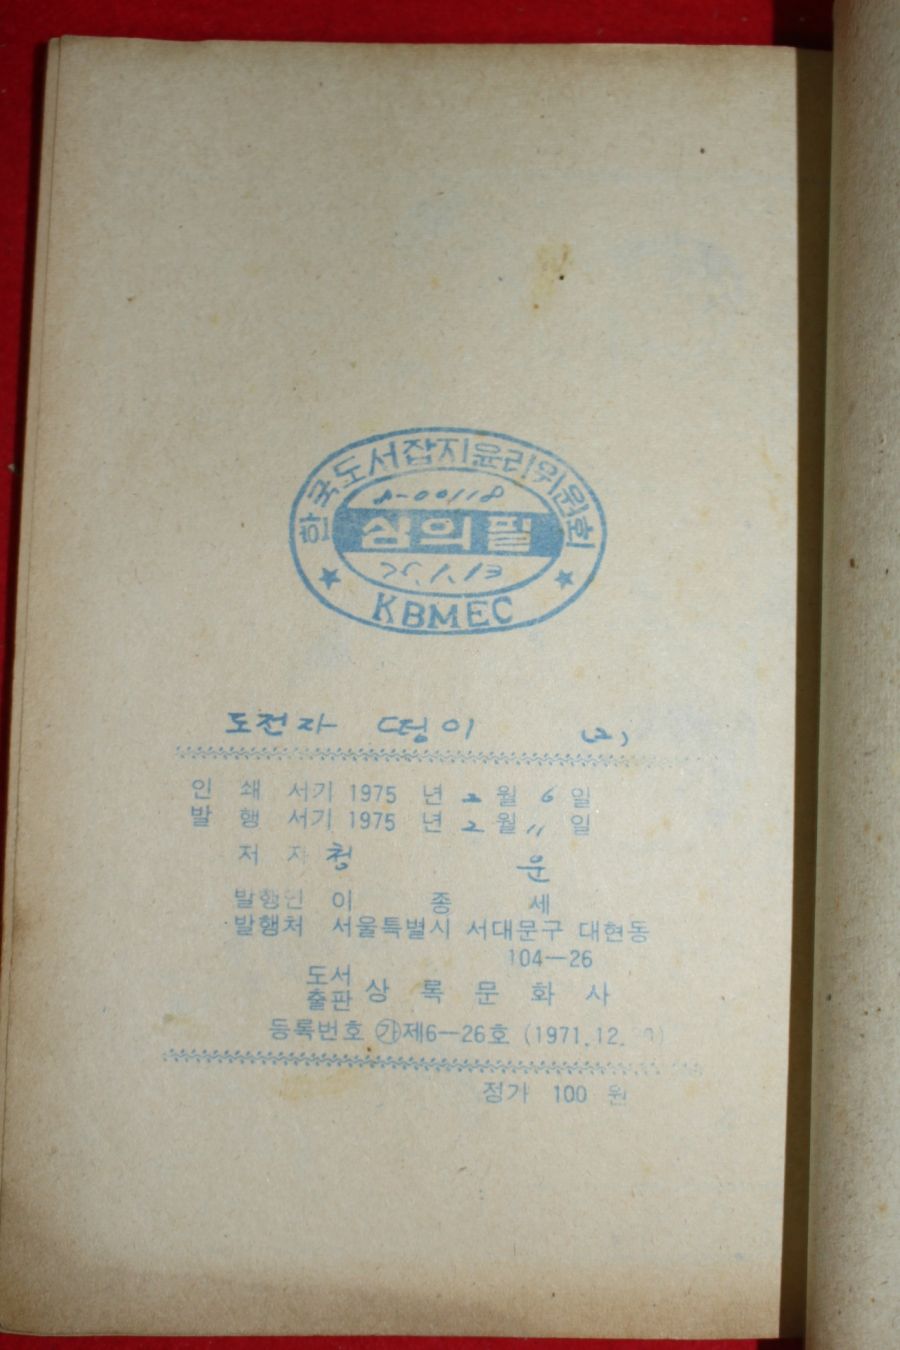 한국도서잡지윤리위원회
심의필
KBMEC
도전자 떵이 (2)
인 쇄 서기 1975 년 2 월 6 일
발 행 서기 1975 년 2 월 11 일
저 자 청 운
발행인 이 종 세
발행처 서울특별시 서대문구 대현동
104—26
도서출판 상 록 문 화 사
등록번호 ㉮제6—26호 (1971.12.
정가 100 원